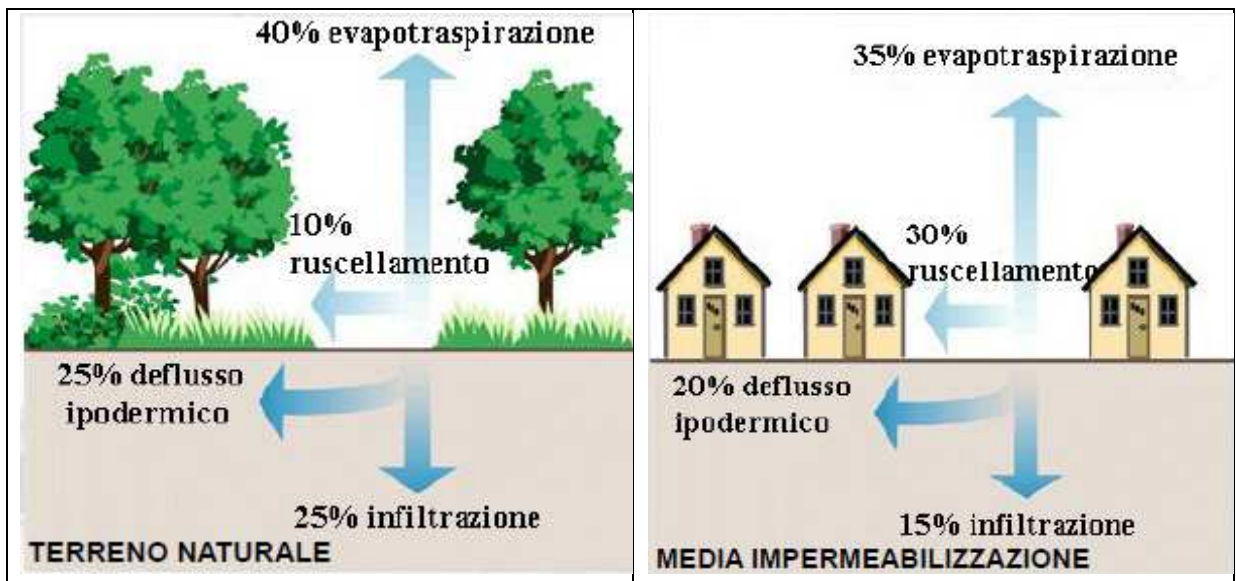 40% evapotraspirazione
10%
ruscellamento
25% deflusso
ipodermico
25% infiltrazione
TERRENO NATURALE
35% evapotraspirazione
30%
ruscellamento
20% deflusso
ipodermico
15% infiltrazione
MEDIA IMPERMEABILIZZAZIONE